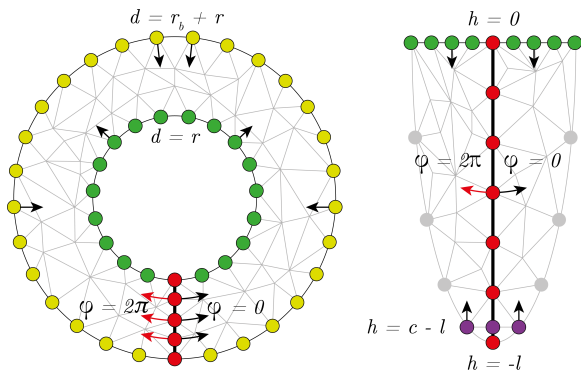 d = r_b + r
d = r
φ = 2π φ = 0
h = 0
φ = 2π φ = 0
h = c - l
h = -l